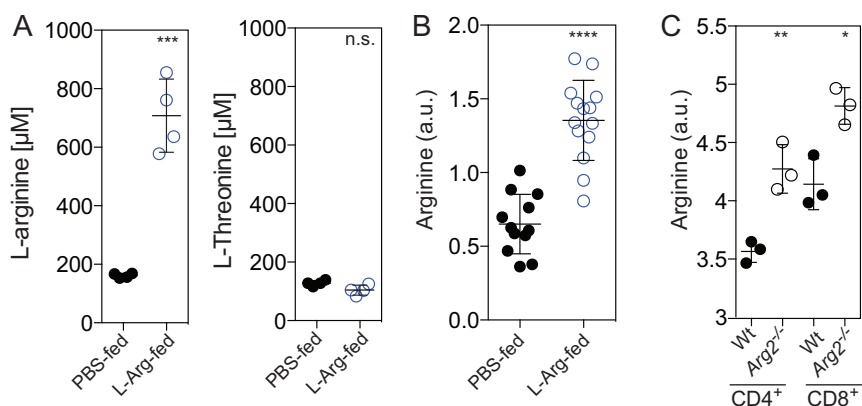 A
L-arginine [µM]
1000
800
600
400
200
0
***
PBS-fed
L-Arg-fed
L-Threonine [µM]
1000
800
600
400
200
0
n.s.
PBS-fed
L-Arg-fed
B
Arginine (a.u.)
2.0
1.5
1.0
0.5
0.0
****
PBS-fed
L-Arg-fed
C
Arginine (a.u.)
5.5
5
4.5
4
3.5
3
**
*
Wt
Arg2-/-
Wt
Arg2-/-
CD4+
CD8+